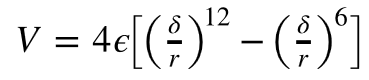 V = 4ϵ[(δ/r)^12 − (δ/r)^6]